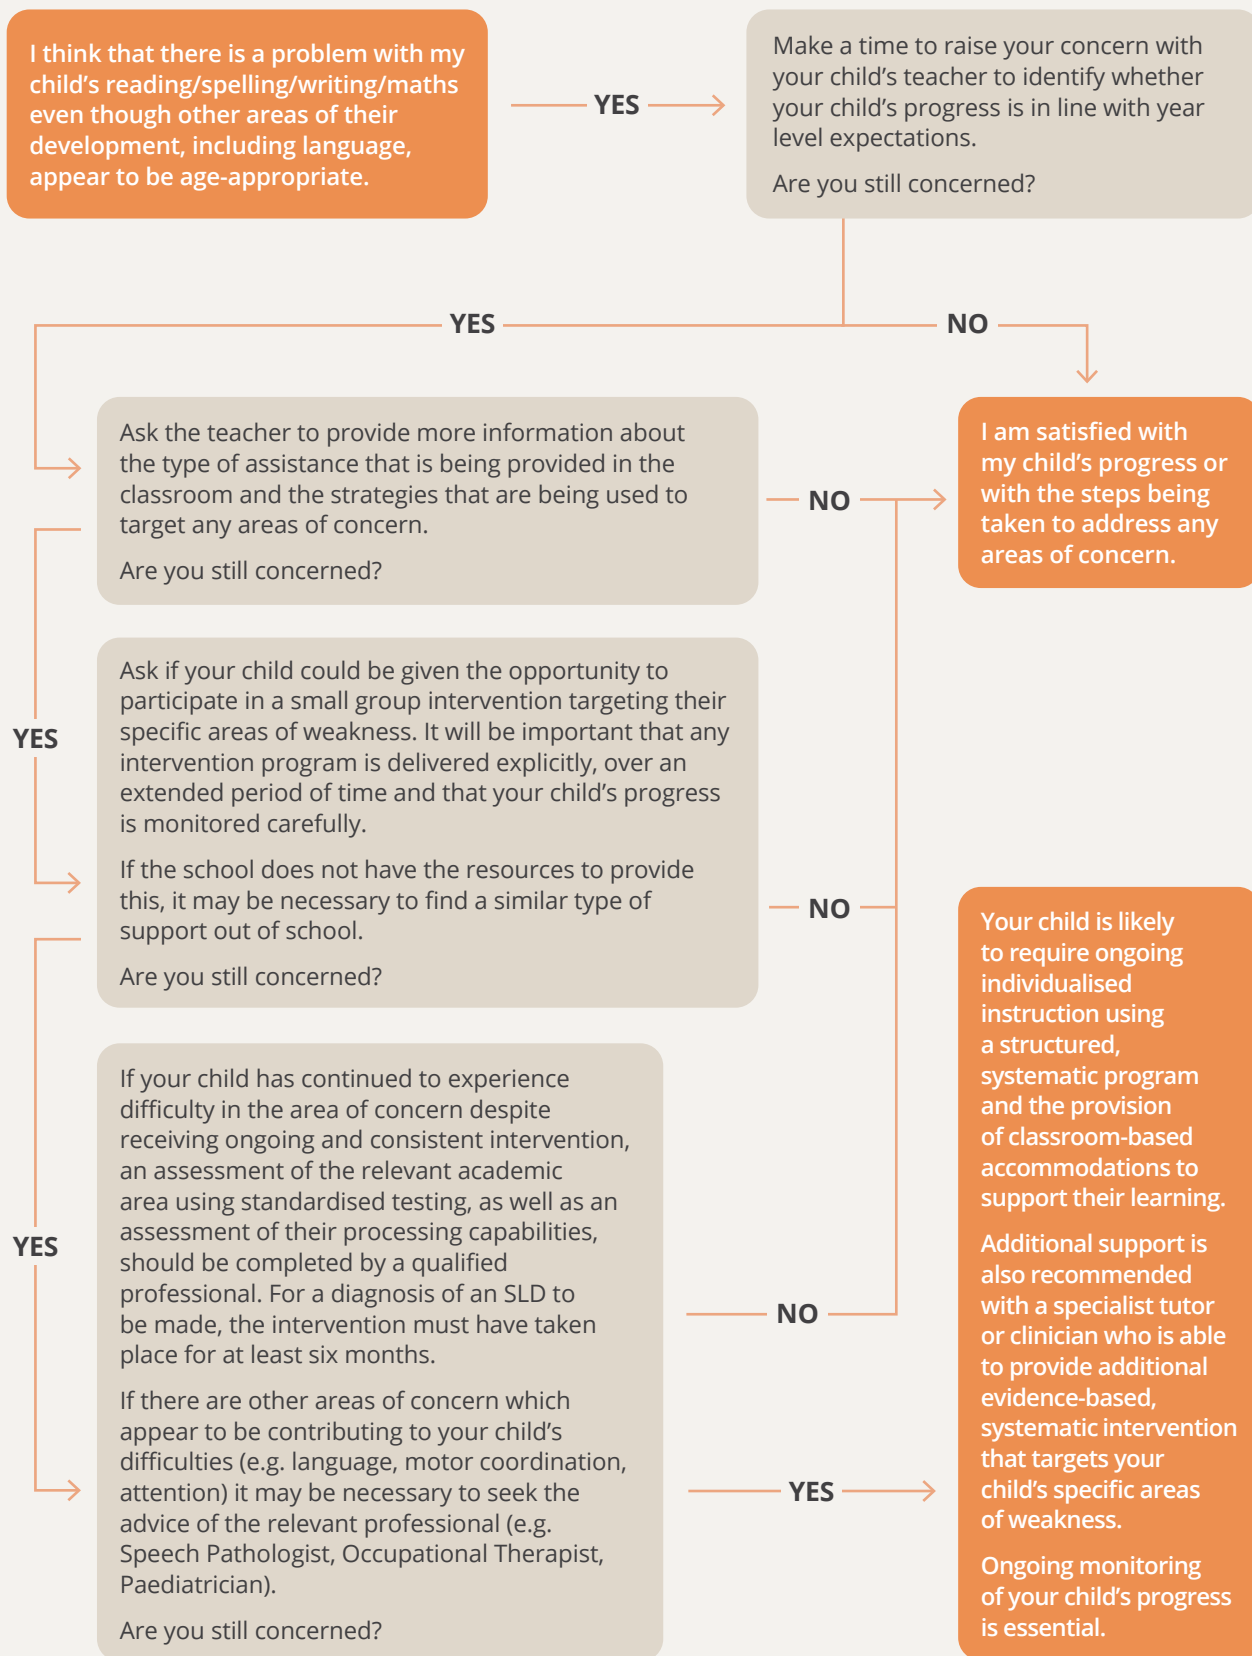 I think that there is a problem with my
child’s reading/spelling/writing/maths
even though other areas of their
development, including language,
appear to be age-appropriate.
YES
Make a time to raise your concern with
your child’s teacher to identify whether
your child’s progress is in line with year
level expectations.
Are you still concerned?
YES
NO
Ask the teacher to provide more information about
the type of assistance that is being provided in the
classroom and the strategies that are being used to
target any areas of concern.
Are you still concerned?
NO
I am satisfied with
my child’s progress or
with the steps being
taken to address any
areas of concern.
YES
Ask if your child could be given the opportunity to
participate in a small group intervention targeting their
specific areas of weakness. It will be important that any
intervention program is delivered explicitly, over an
extended period of time and that your child’s progress
is monitored carefully.
If the school does not have the resources to provide
this, it may be necessary to find a similar type of
support out of school.
Are you still concerned?
NO
YES
If your child has continued to experience
difficulty in the area of concern despite
receiving ongoing and consistent intervention,
an assessment of the relevant academic
area using standardised testing, as well as an
assessment of their processing capabilities,
should be completed by a qualified
professional. For a diagnosis of an SLD to
be made, the intervention must have taken
place for at least six months.
If there are other areas of concern which
appear to be contributing to your child’s
difficulties (e.g. language, motor coordination,
attention) it may be necessary to seek the
advice of the relevant professional (e.g.
Speech Pathologist, Occupational Therapist,
Paediatrician).
Are you still concerned?
NO
YES
Your child is likely
to require ongoing
individualised
instruction using
a structured,
systematic program
and the provision
of classroom-based
accommodations to
support their learning.
Additional support is
also recommended
with a specialist tutor
or clinician who is able
to provide additional
evidence-based,
systematic intervention
that targets your
child’s specific areas
of weakness.
Ongoing monitoring
of your child’s progress
is essential.